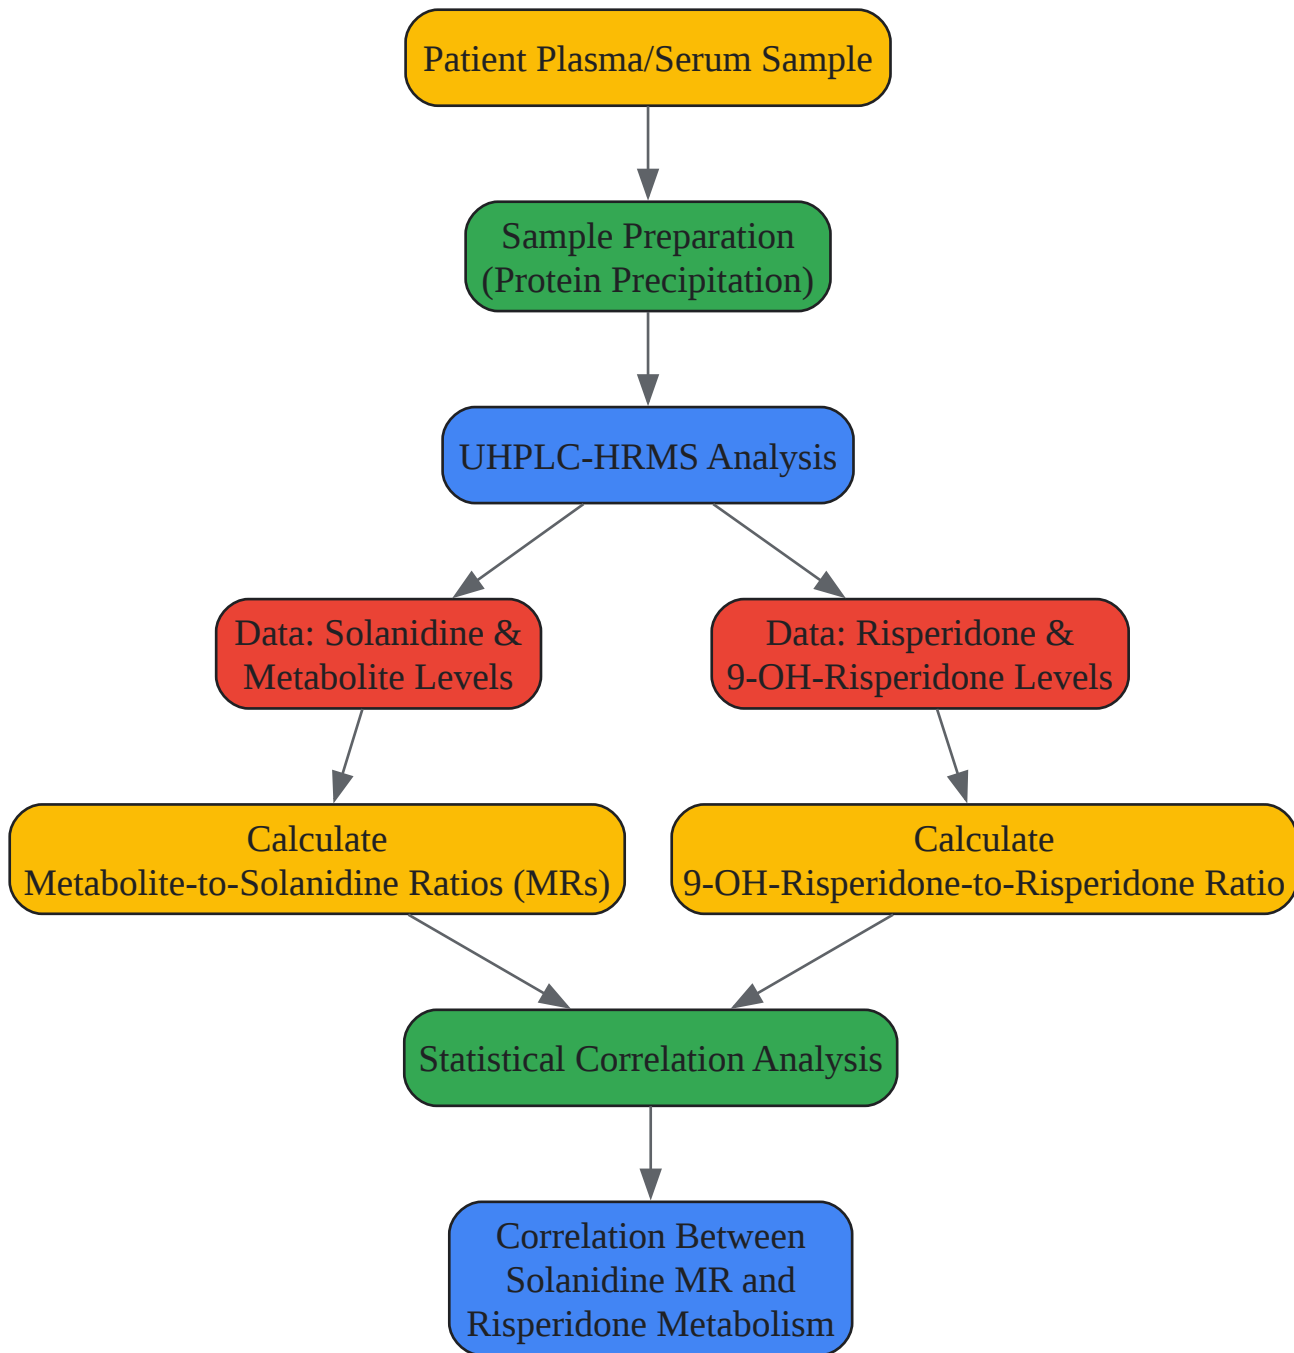 Patient Plasma/Serum Sample
Sample Preparation
(Protein Precipitation)
UHPLC-HRMS Analysis
Data: Solanidine &
Metabolite Levels
Data: Risperidone &
9-OH-Risperidone Levels
Calculate
Metabolite-to-Solanidine Ratios (MRs)
Calculate
9-OH-Risperidone-to-Risperidone Ratio
Statistical Correlation Analysis
Correlation Between
Solanidine MR and
Risperidone Metabolism